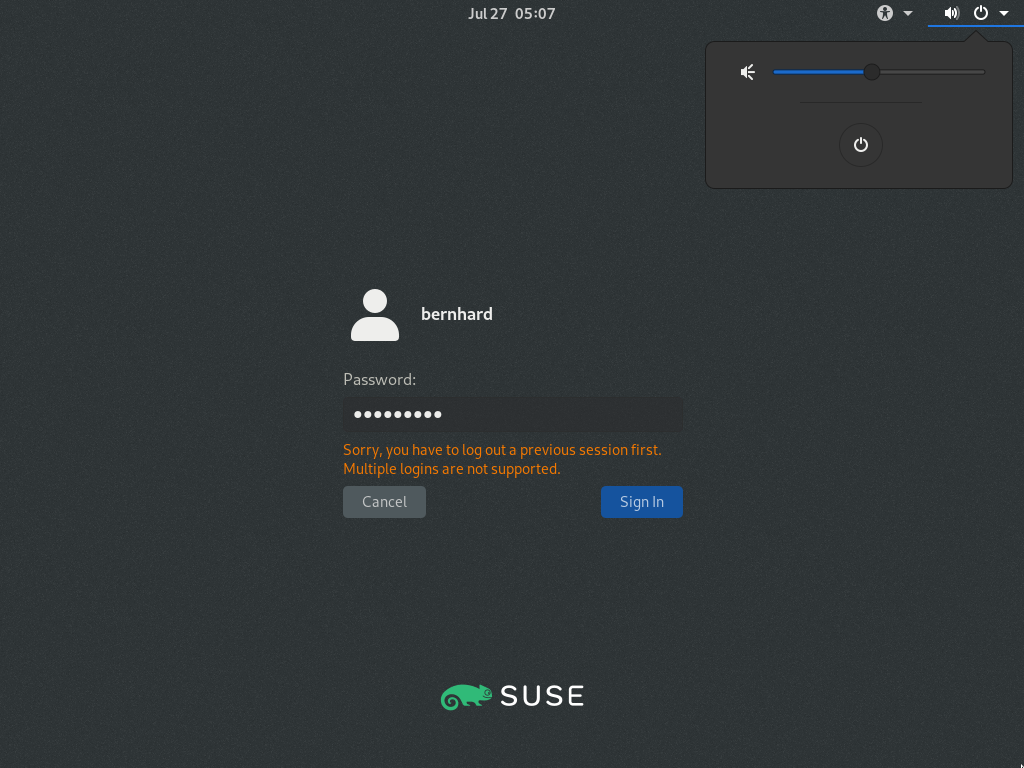 Jul 27 05:07
bernhard
Password:
Sorry, you have to log out a previous session first.
Multiple logins are not supported.
Cancel
Sign In
SUSE